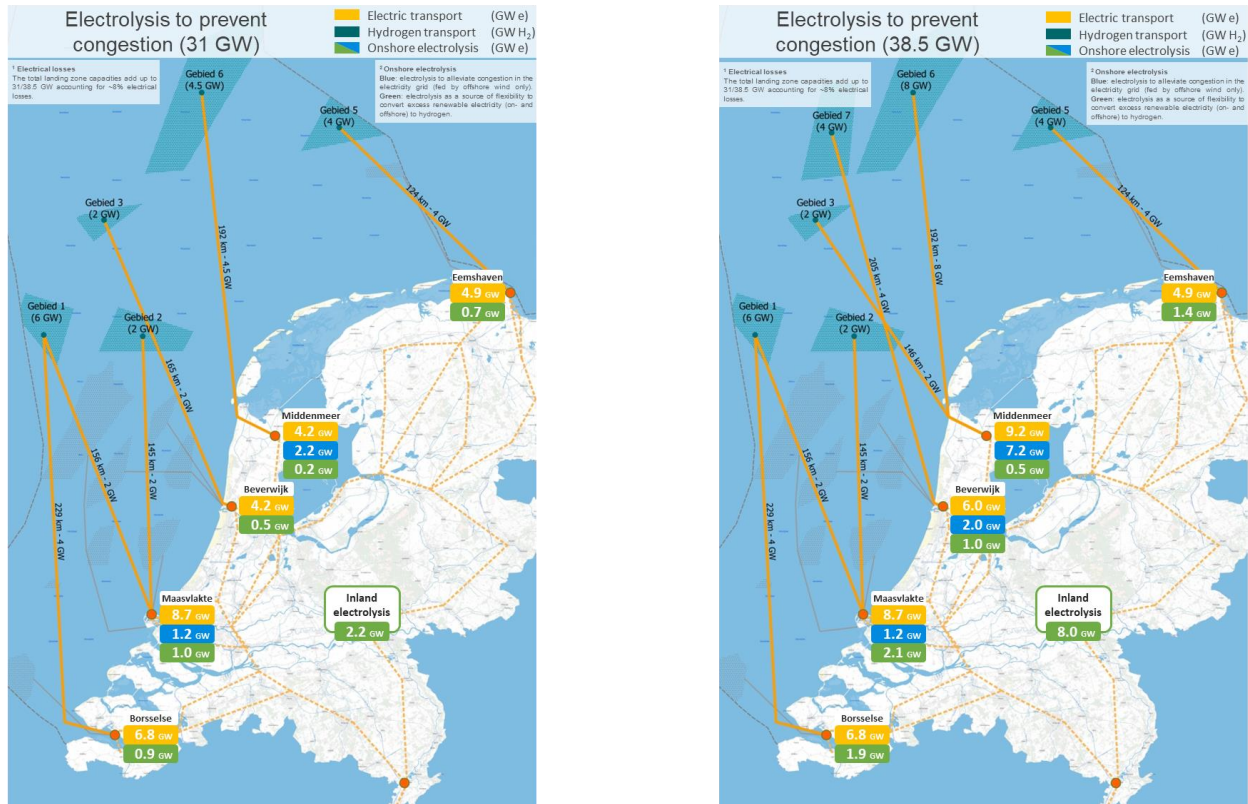 Electrolysis to prevent
congestion (31 GW)
Electric transport (GW e)
Hydrogen transport (GW H₂)
Onshore electrolysis (GW e)
¹ Electrical losses
The total landing zone capacities add up to
31/38.5 GW accounting for ~8% electrical
losses.
² Onshore electrolysis
Blue: electrolysis to alleviate congestion in the
electricity grid (fed by offshore wind only).
Green: electrolysis as a source of flexibility to
convert excess renewable electricity (on- and
offshore) to hydrogen.
Gebied 6
(4.5 GW)
Gebied 5
(4 GW)
124 km - 4 GW
Gebied 3
(2 GW)
192 km - 4.5 GW
Eemshaven
4.9 GW
0.7 GW
Gebied 1
(6 GW)
Gebied 2
(2 GW)
165 km - 2 GW
156 km - 2 GW
145 km - 2 GW
229 km - 4 GW
Middenmeer
4.2 GW
2.2 GW
0.2 GW
Beverwijk
4.2 GW
0.5 GW
Maasvlakte
8.7 GW
1.2 GW
1.0 GW
Inland
electrolysis
2.2 GW
Borsselse
6.8 GW
0.9 GW
Electrolysis to prevent
congestion (38.5 GW)
Electric transport (GW e)
Hydrogen transport (GW H₂)
Onshore electrolysis (GW e)
¹ Electrical losses
The total landing zone capacities add up to
31/38.5 GW accounting for ~8% electrical
losses.
² Onshore electrolysis
Blue: electrolysis to alleviate congestion in the
electricity grid (fed by offshore wind only).
Green: electrolysis as a source of flexibility to
convert excess renewable electricity (on- and
offshore) to hydrogen.
Gebied 6
(8 GW)
Gebied 7
(4 GW)
Gebied 5
(4 GW)
124 km - 4 GW
Gebied 3
(2 GW)
192 km - 8 GW
205 km - 4 GW
Eemshaven
4.9 GW
1.4 GW
Gebied 1
(6 GW)
Gebied 2
(2 GW)
146 km - 2 GW
156 km - 2 GW
145 km - 2 GW
229 km - 4 GW
Middenmeer
9.2 GW
7.2 GW
0.5 GW
Beverwijk
6.0 GW
2.0 GW
1.0 GW
Maasvlakte
8.7 GW
1.2 GW
2.1 GW
Inland
electrolysis
8.0 GW
Borsselse
6.8 GW
1.9 GW